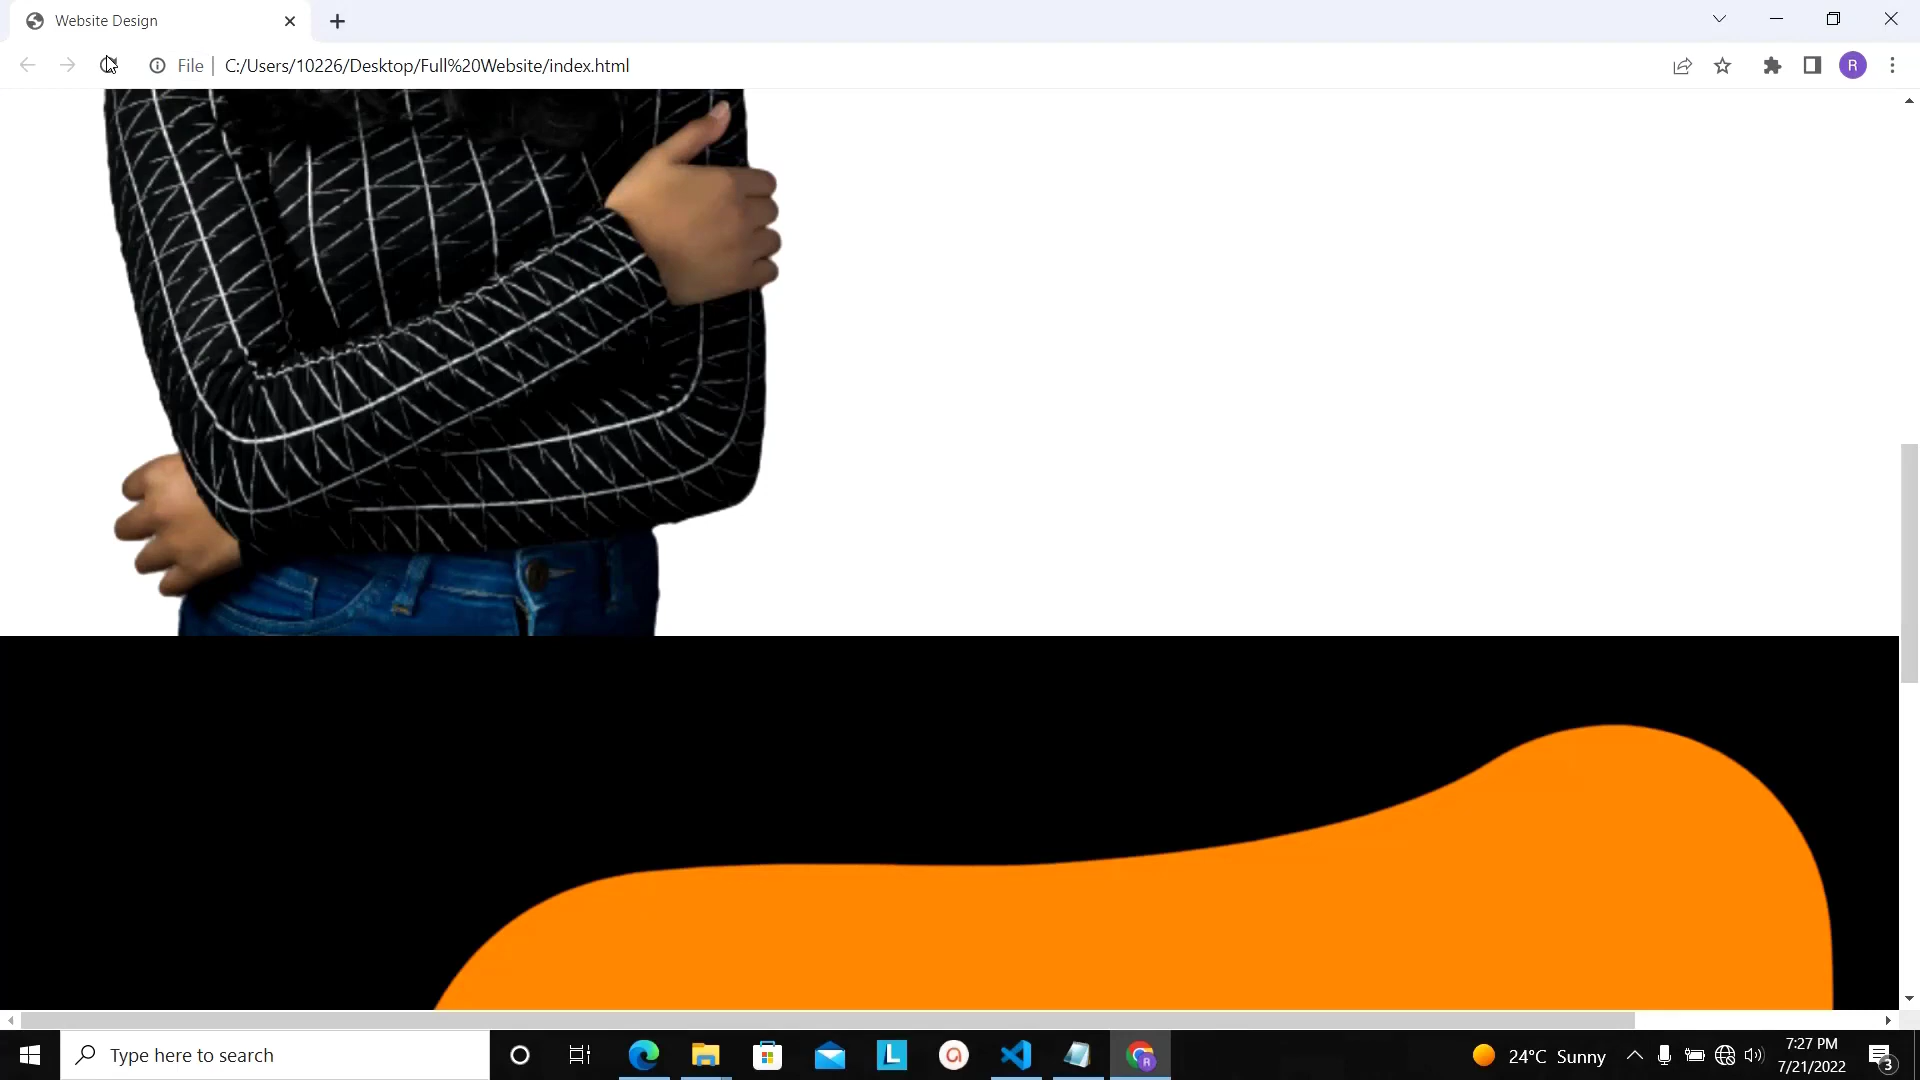 Website Design
File
C:/Users/10226/Desktop/Full%20Website/index.html
R
Type here to search
L
a
R
24°C Sunny
7:27 PM
7/21/2022
3